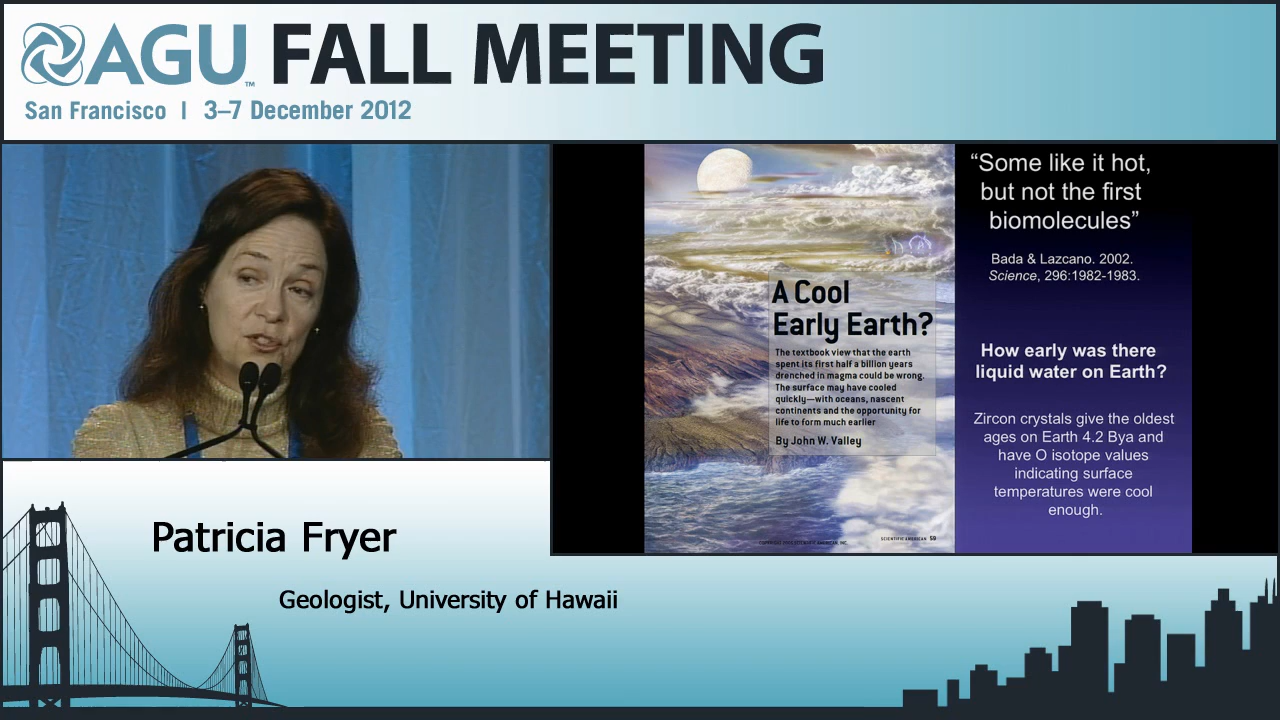 AGU™ FALL MEETING
San Francisco | 3–7 December 2012
A Cool
Early Earth?
The textbook view that the earth
spent its first half a billion years
drenched in magma could be wrong.
The surface may have cooled
quickly—with oceans, nascent
continents and the opportunity for
life to form much earlier
By John W. Valley
SCIENTIFIC AMERICAN 59
“Some like it hot,
but not the first
biomolecules”
Bada & Lazcano. 2002.
Science, 296:1982-1983.
How early was there
liquid water on Earth?
Zircon crystals give the oldest
ages on Earth 4.2 Bya and
have O isotope values
indicating surface
temperatures were cool
enough.
Patricia Fryer
Geologist, University of Hawaii